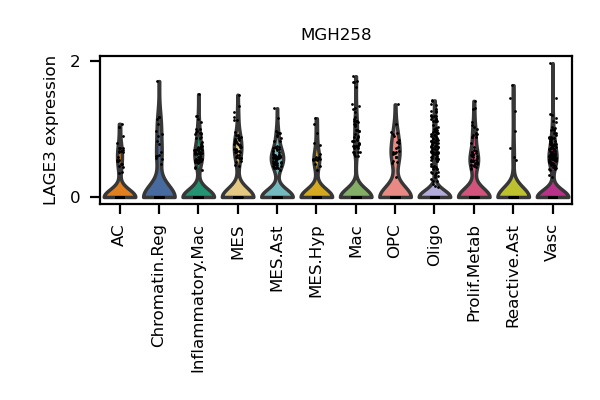 MGH258
LAGE3 expression
2
0
AC
Chromatin.Reg
Inflammatory.Mac
MES
MES.Ast
MES.Hyp
Mac
OPC
Oligo
Prolif.Metab
Reactive.Ast
Vasc